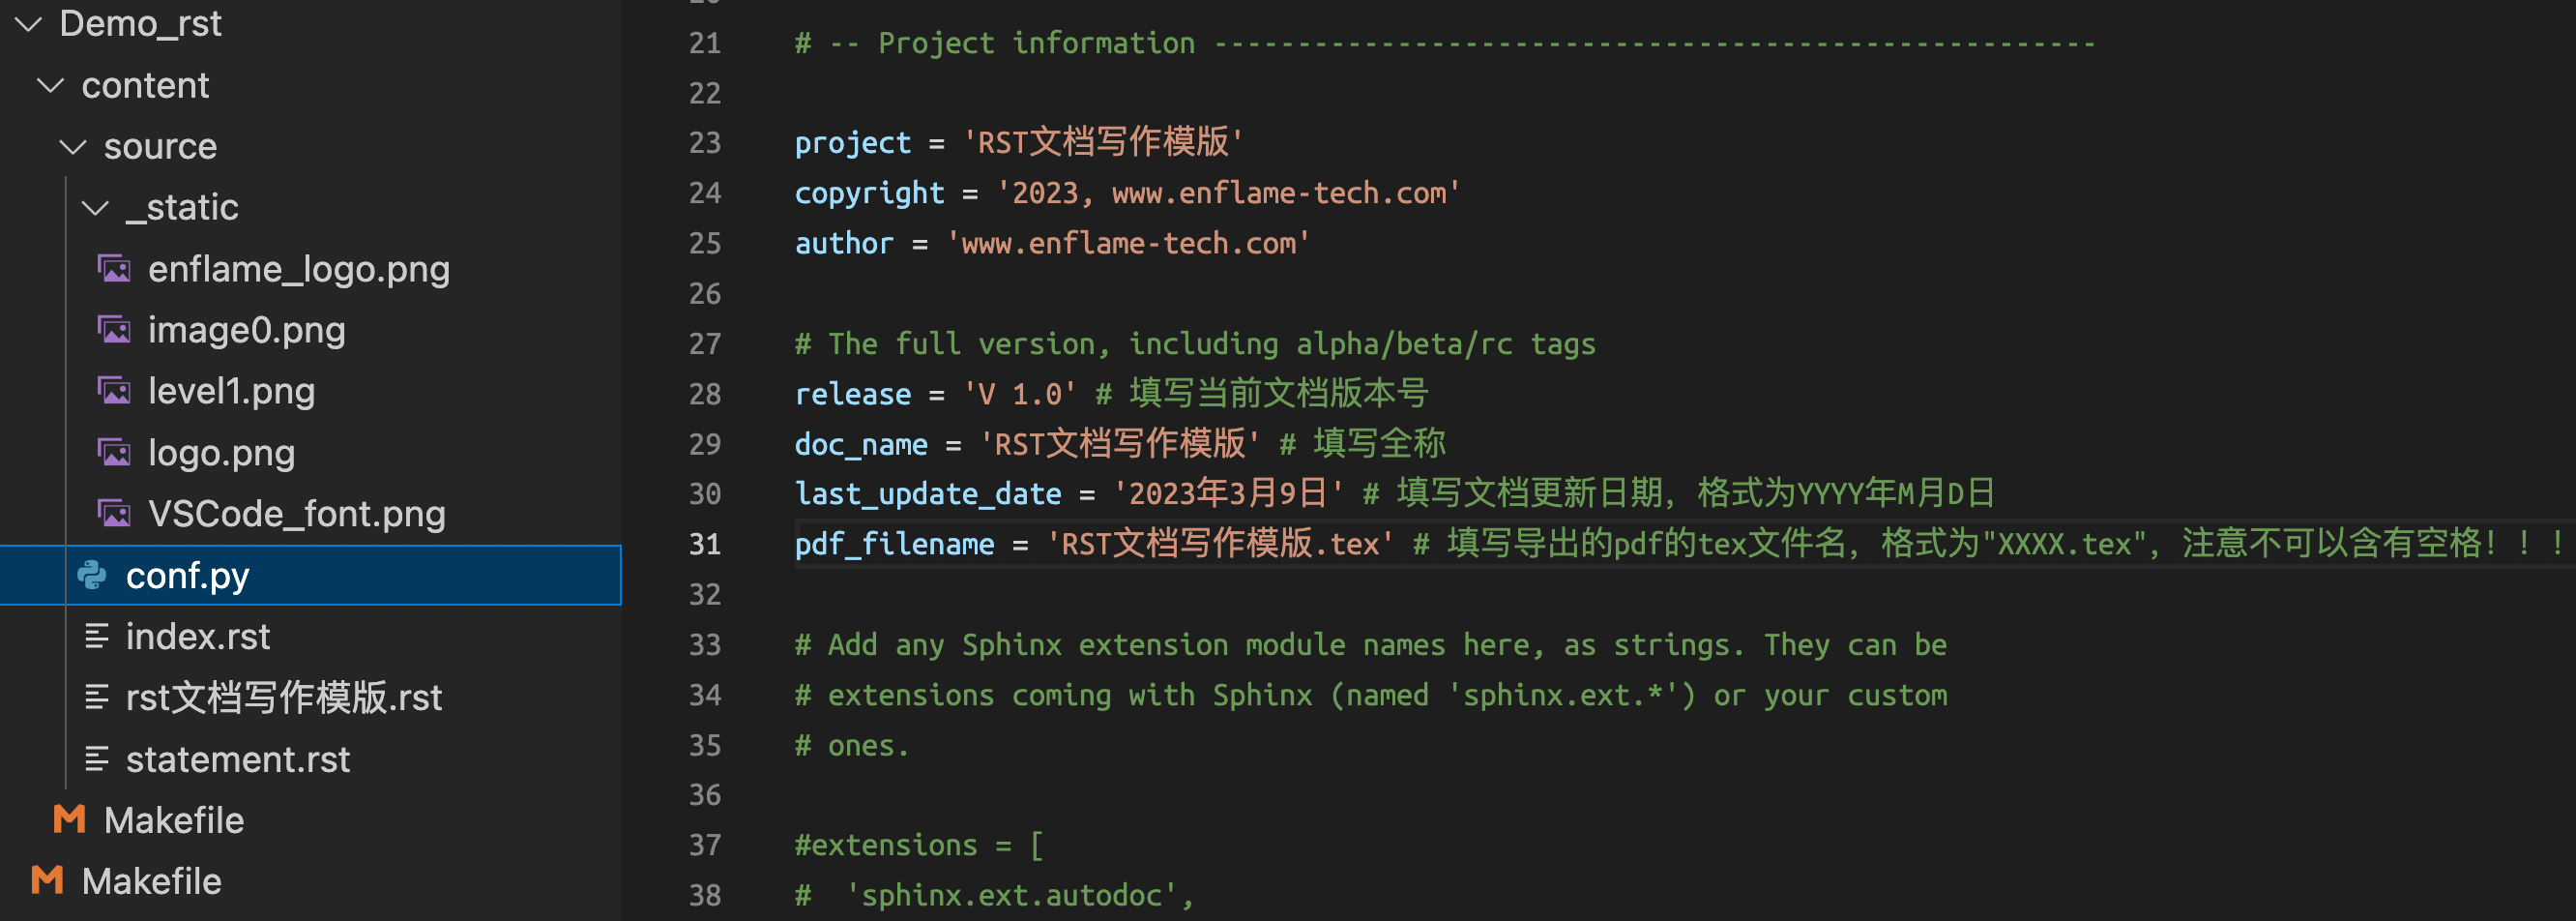 Demo_rst
content
source
_static
enflame_logo.png
image0.png
level1.png
logo.png
VSCode_font.png
conf.py
index.rst
rst文档写作模版.rst
statement.rst
Makefile
Makefile
21 # -- Project information -----------------------------------------------------
22
23 project = 'RST文档写作模版'
24 copyright = '2023, www.enflame-tech.com'
25 author = 'www.enflame-tech.com'
26
27 # The full version, including alpha/beta/rc tags
28 release = 'V 1.0' # 填写当前文档版本号
29 doc_name = 'RST文档写作模版' # 填写全称
30 last_update_date = '2023年3月9日' # 填写文档更新日期，格式为YYYY年M月D日
31 pdf_filename = 'RST文档写作模版.tex' # 填写导出的pdf的tex文件名，格式为"XXXX.tex"，注意不可以含有空格！！！
32
33 # Add any Sphinx extension module names here, as strings. They can be
34 # extensions coming with Sphinx (named 'sphinx.ext.*') or your custom
35 # ones.
36
37 #extensions = [
38 #  'sphinx.ext.autodoc',